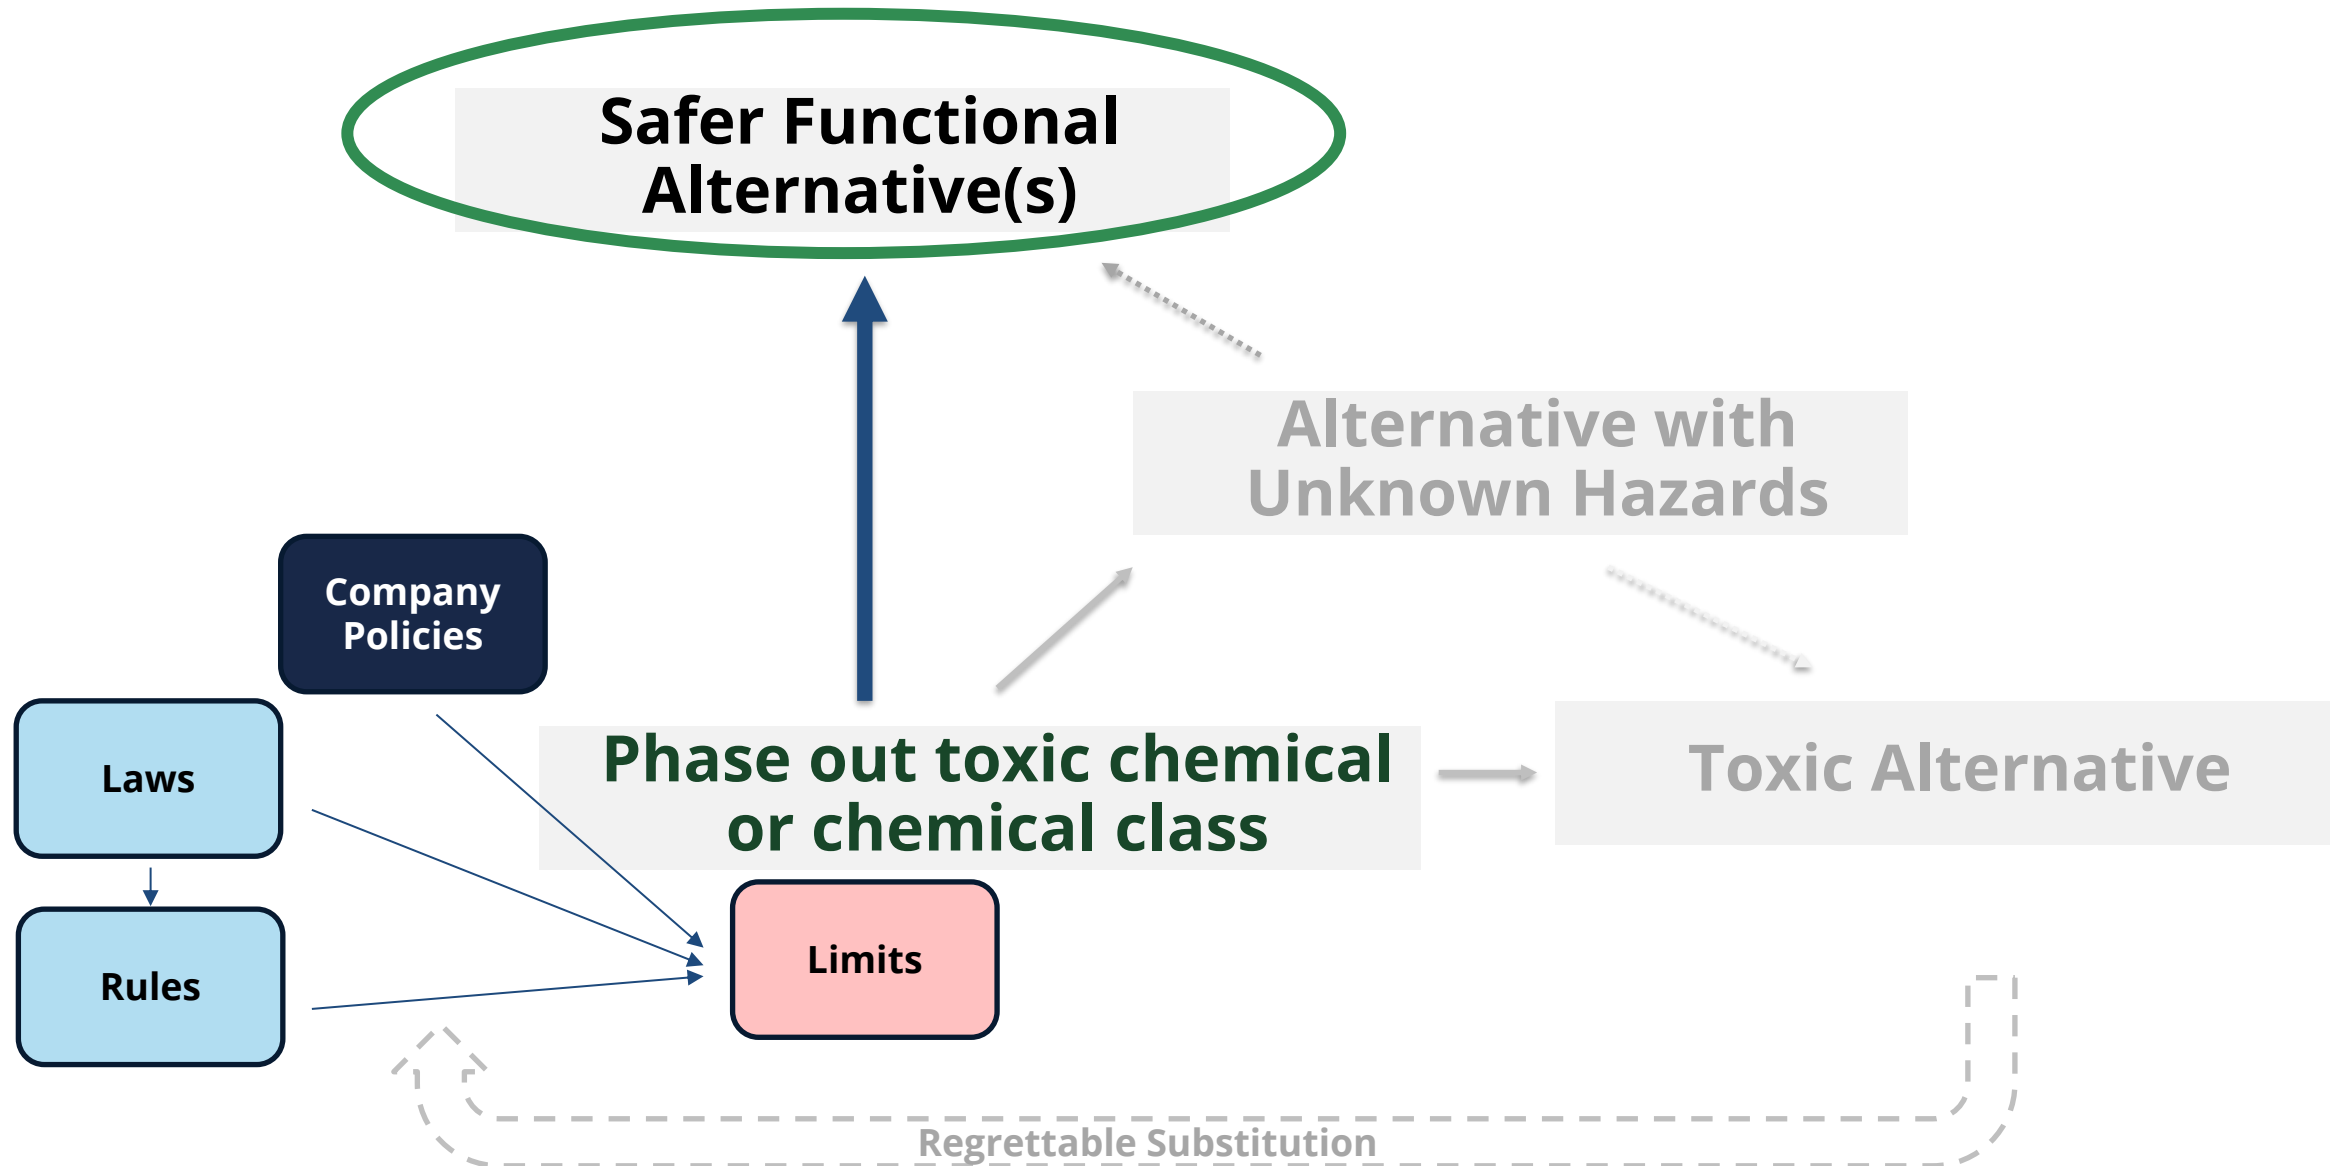 Safer Functional
Alternative(s)
Alternative with
Unknown Hazards
Company
Policies
Laws
Phase out toxic chemical
or chemical class
Toxic Alternative
Rules
Limits
Regrettable Substitution